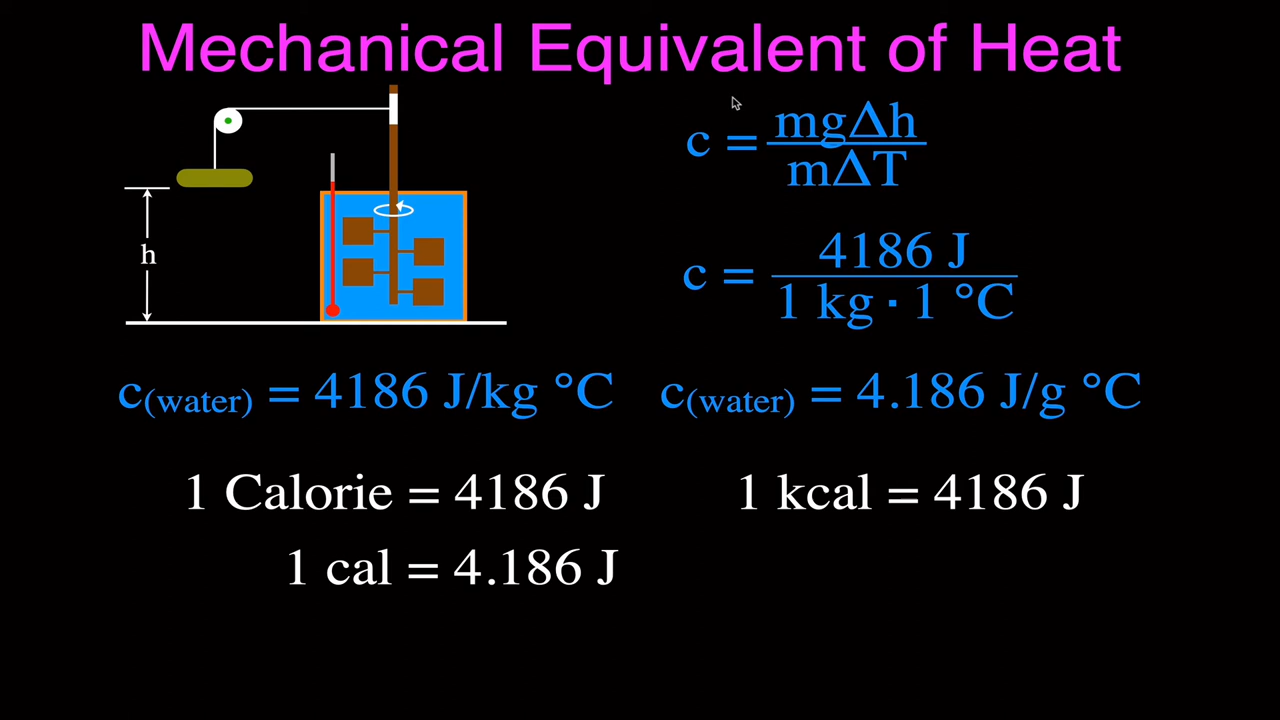 Mechanical Equivalent of Heat
h
c = mgΔh / mΔT
c = 4186 J / 1 kg · 1 °C
c(water) = 4186 J/kg °C
c(water) = 4.186 J/g °C
1 Calorie = 4186 J
1 kcal = 4186 J
1 cal = 4.186 J